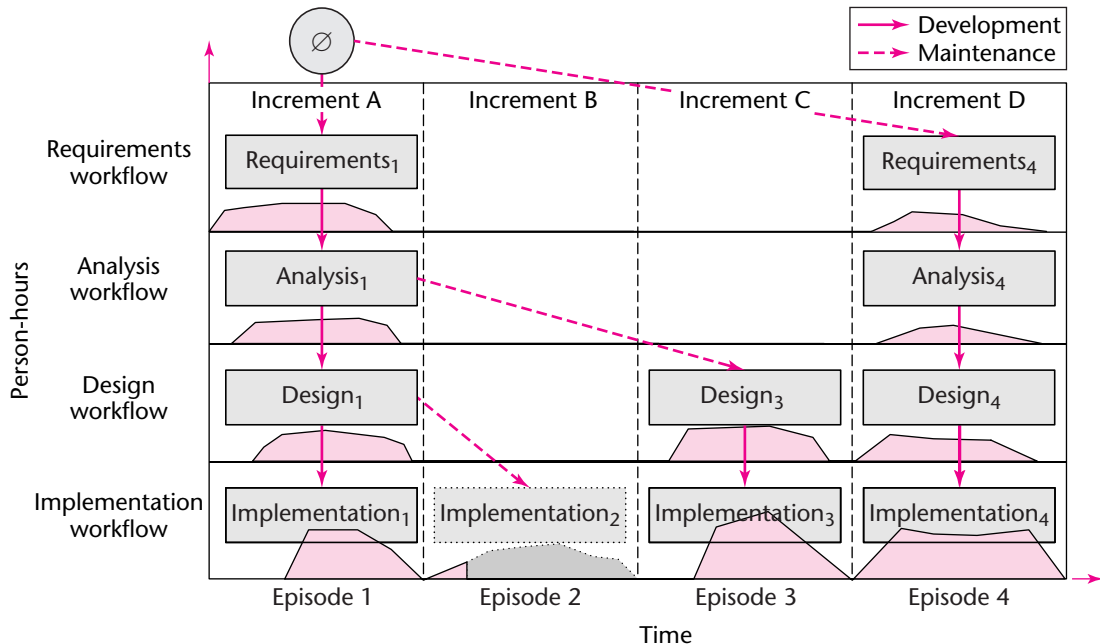 ∅
Development
Maintenance
Increment A
Increment B
Increment C
Increment D
Requirements
workflow
Requirements₁
Requirements₄
Analysis
workflow
Analysis₁
Analysis₄
Person-hours
Design
workflow
Design₁
Design₃
Design₄
Implementation
workflow
Implementation₁
Implementation₂
Implementation₃
Implementation₄
Episode 1
Episode 2
Episode 3
Episode 4
Time